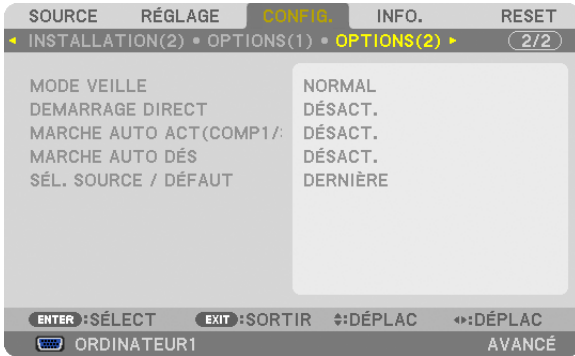 SOURCE RÉGLAGE CONFIG. INFO. RESET
INSTALLATION(2) • OPTIONS(1) • OPTIONS(2) 2/2
MODE VEILLE NORMAL
DEMARRAGE DIRECT DÉSACT.
MARCHE AUTO ACT(COMP1/: DÉSACT.
MARCHE AUTO DÉS DÉSACT.
SÉL. SOURCE / DÉFAUT DERNIÈRE
ENTER :SÉLECT EXIT :SORTIR :DÉPLAC :DÉPLAC
ORDINATEUR1 AVANCÉ